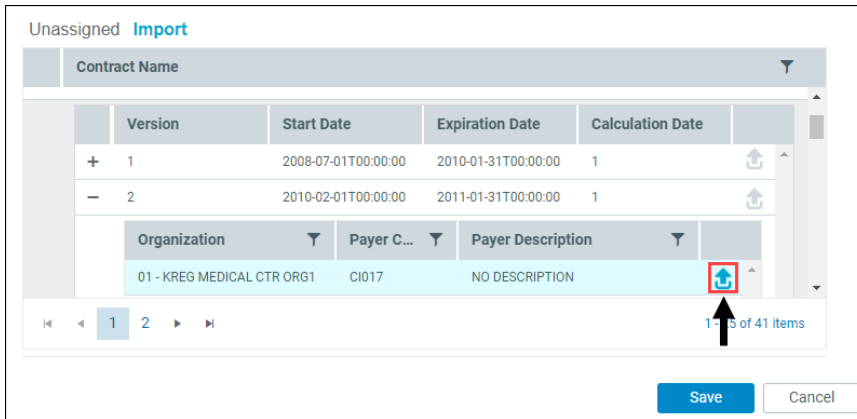 Unassigned Import
Contract Name
Version Start Date Expiration Date Calculation Date
+ 1 2008-07-01T00:00:00 2010-01-31T00:00:00 1
− 2 2010-02-01T00:00:00 2011-01-31T00:00:00 1
Organization Payer C... Payer Description
01 - KREG MEDICAL CTR ORG1 CI017 NO DESCRIPTION
1 2 1 - 5 of 41 items
Save Cancel